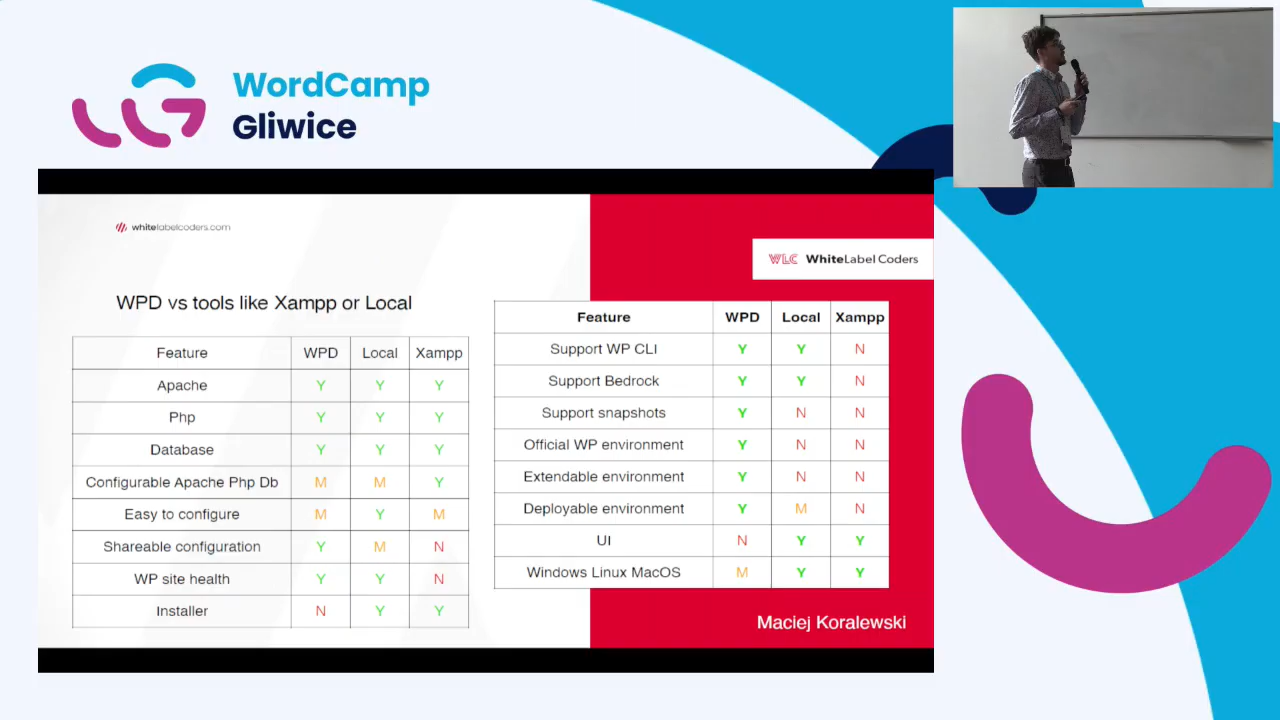 WordCamp
Gliwice
whitelabelcoders.com
WLC WhiteLabel Coders
WPD vs tools like Xampp or Local
Feature WPD Local Xampp
Apache Y Y Y
Php Y Y Y
Database Y Y Y
Configurable Apache Php Db M M Y
Easy to configure M Y M
Shareable configuration Y M N
WP site health Y Y N
Installer N Y Y
Feature WPD Local Xampp
Support WP CLI Y Y N
Support Bedrock Y Y N
Support snapshots Y N N
Official WP environment Y N N
Extendable environment Y N N
Deployable environment Y M N
UI N Y Y
Windows Linux MacOS M Y Y
Maciej Koralewski